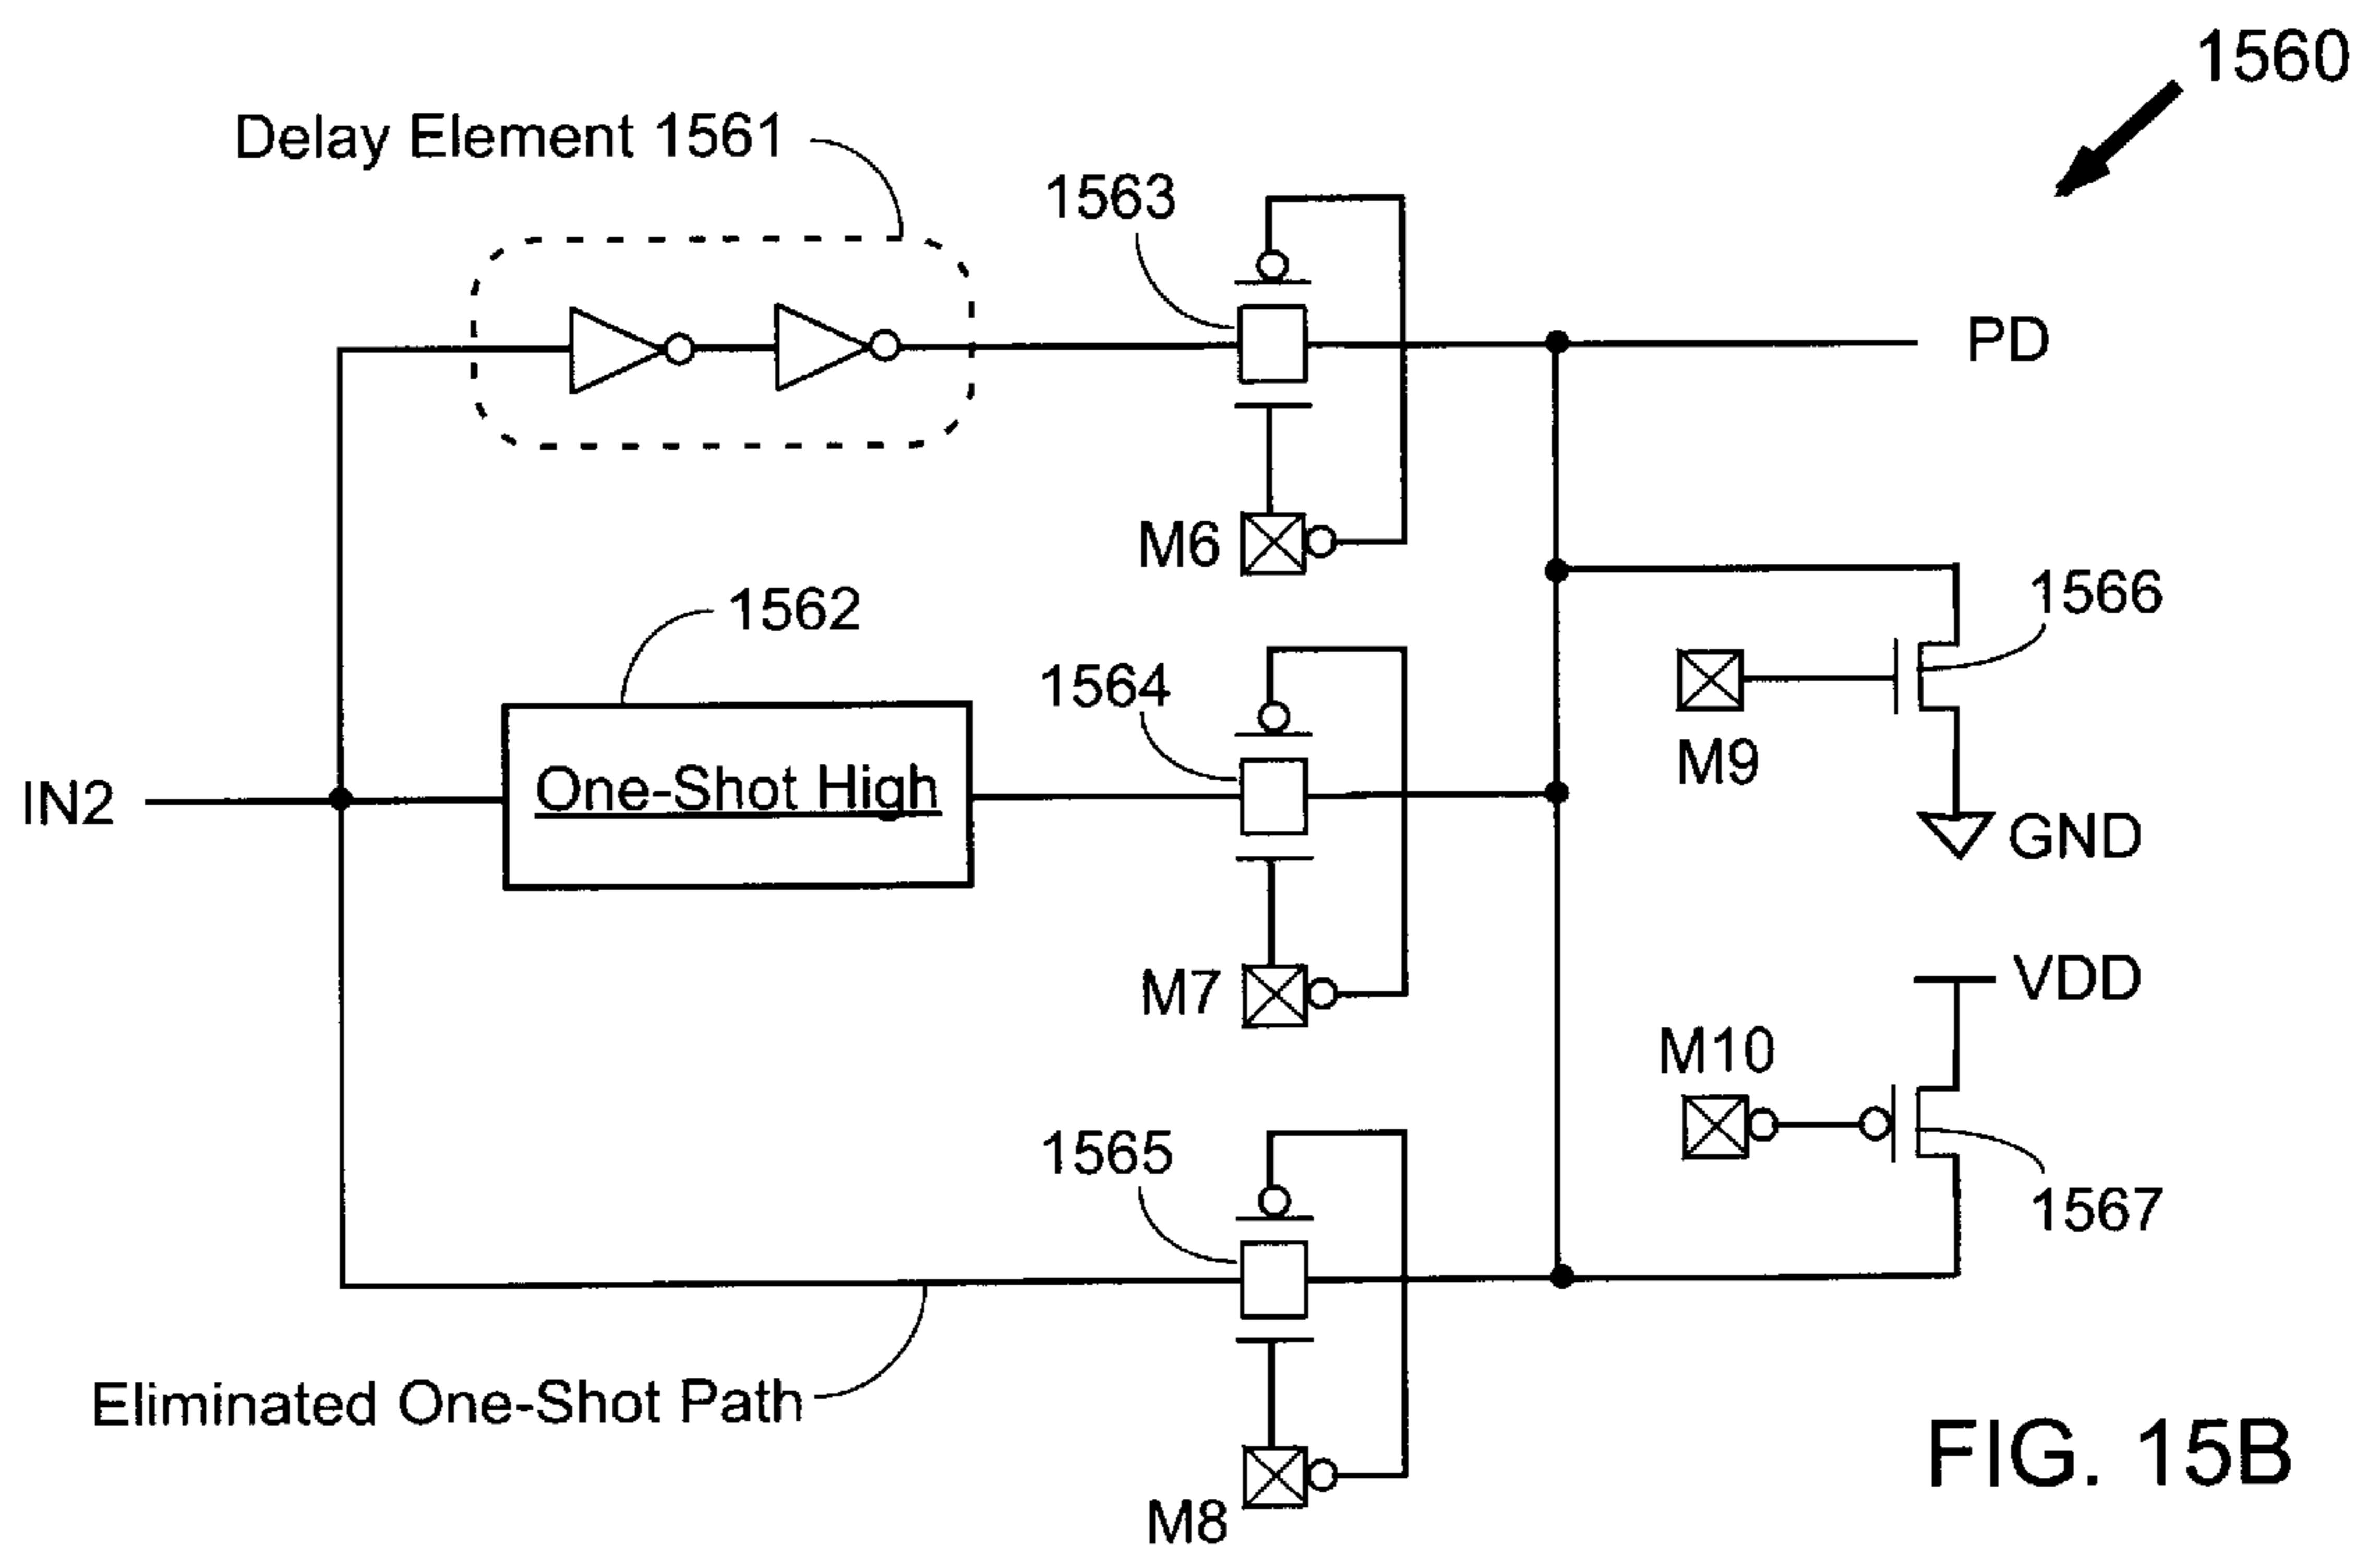 1560
Delay Element 1561
1563
PD
M6
1566
1562
1564
One-Shot High
IN2
M9
GND
M7
VDD
M10
1565
1567
Eliminated One-Shot Path
M8
FIG. 15B